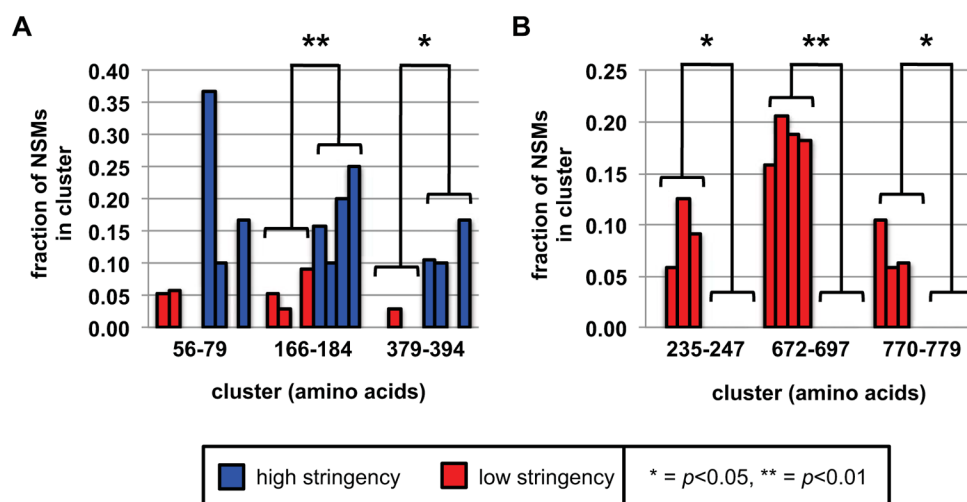 A
** *
fraction of NSMs
in cluster
0.40
0.35
0.30
0.25
0.20
0.15
0.10
0.05
0.00
56-79 166-184 379-394
cluster (amino acids)
B
* ** *
fraction of NSMs
in cluster
0.25
0.20
0.15
0.10
0.05
0.00
235-247 672-697 770-779
cluster (amino acids)
high stringency low stringency * = p<0.05, ** = p<0.01